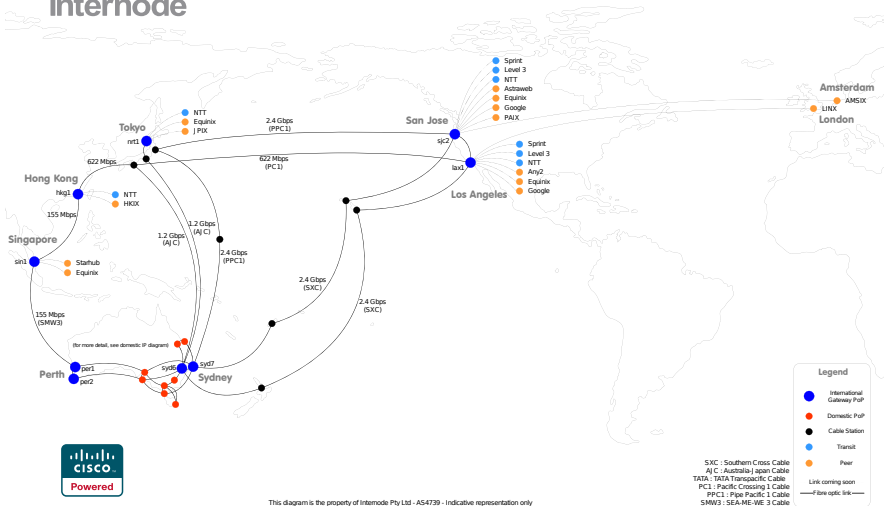 Internode
Sprint
Level 3
NTT
Astraweb
Equinix
Google
PAIX
Amsterdam
AMSIX
LINX
London
San Jose
sjc2
Sprint
Level 3
NTT
Any2
Equinix
Google
lax1
Los Angeles
NTT
Equinix
JPIX
Tokyo
nrt1
2.4 Gbps
(PPC1)
622 Mbps
622 Mbps
(PC1)
Hong Kong
hkg1
NTT
HKIX
155 Mbps
Singapore
sin1
Starhub
Equinix
1.2 Gbps
(AJC)
1.2 Gbps
(AJC)
2.4 Gbps
(PPC1)
2.4 Gbps
(SXC)
2.4 Gbps
(SXC)
155 Mbps
(SMW3)
(for more detail, see domestic IP diagram)
Perth
per1
per2
syd6
syd7
Sydney
Legend
International
Gateway PoP
Domestic PoP
Cable Station
Transit
Peer
Link coming soon
Fibre optic link
SXC : Southern Cross Cable
AJC : Australia-Japan Cable
TATA : TATA Transpacific Cable
PC1 : Pacific Crossing 1 Cable
PPC1 : Pipe Pacific 1 Cable
SMW3 : SEA-ME-WE 3 Cable
CISCO
Powered
This diagram is the property of Internode Pty Ltd - AS4739 - Indicative representation only